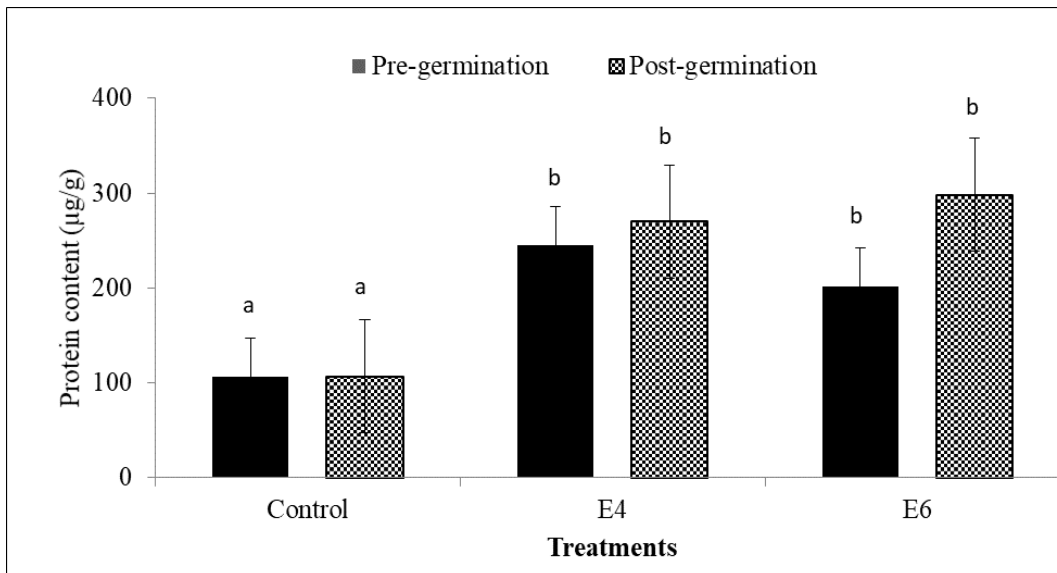 Pre-germination Post-germination
400
300
200
100
0
Protein content (µg/g)
a a b b b b
Control E4 E6
Treatments